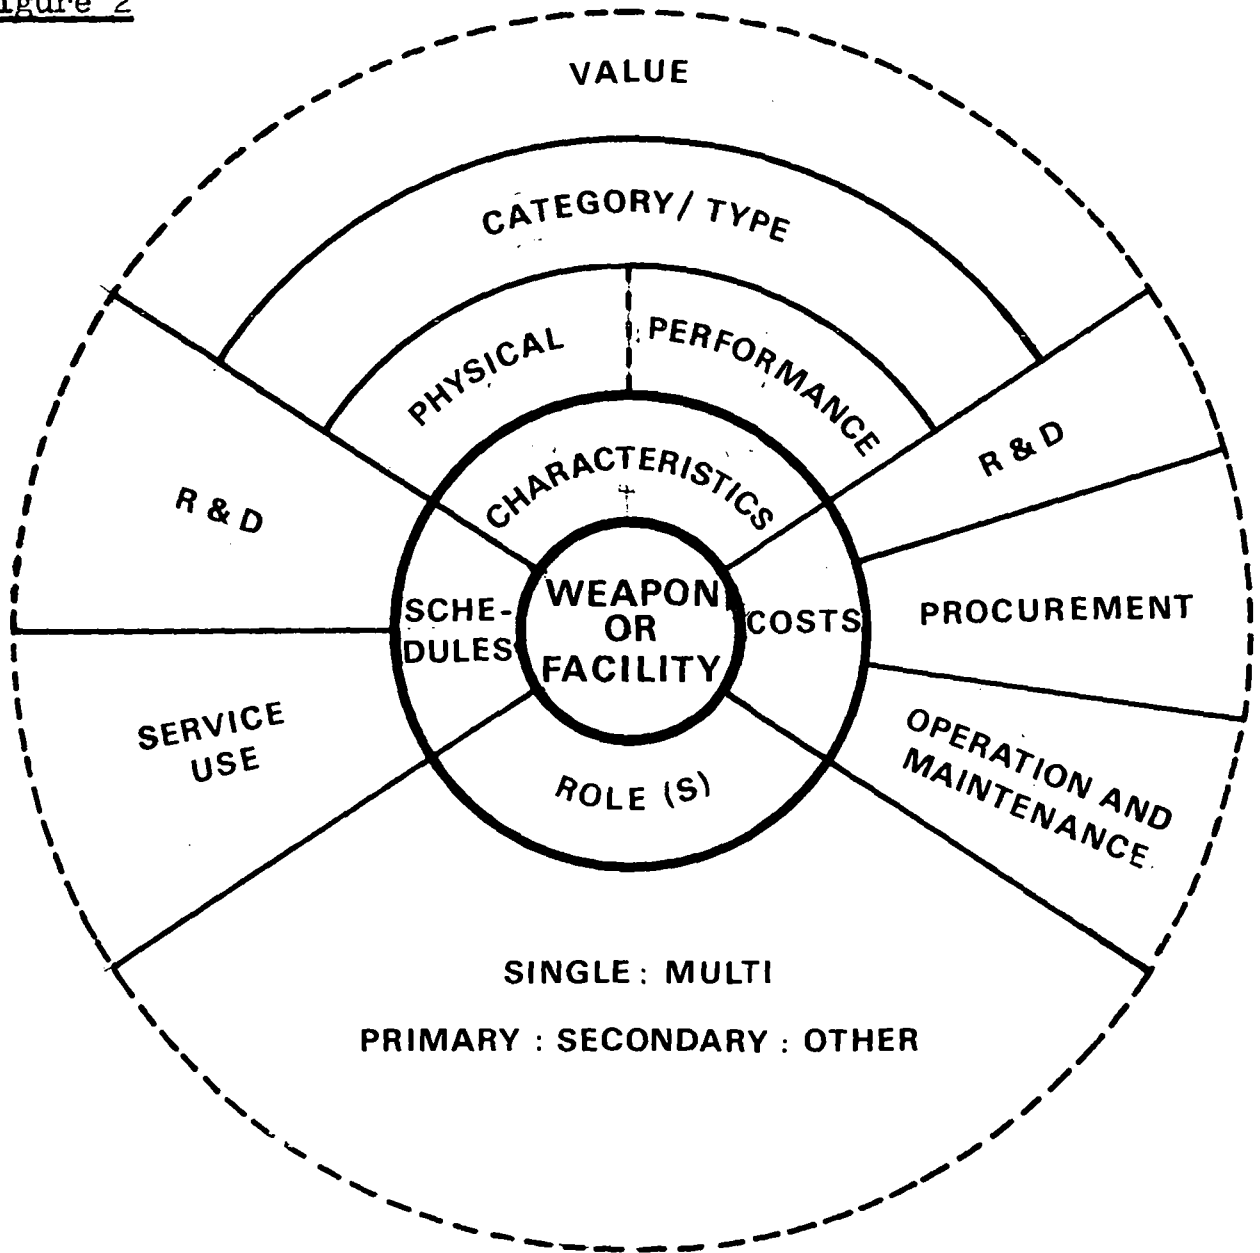 igure 2
VALUE
CATEGORY/ TYPE
PHYSICAL
PERFORMANCE
CHARACTERISTICS
R & D
R & D
SCHE-
DULES
WEAPON
OR
FACILITY
COSTS
PROCUREMENT
SERVICE
USE
OPERATION AND
MAINTENANCE
ROLE (S)
SINGLE : MULTI
PRIMARY : SECONDARY : OTHER